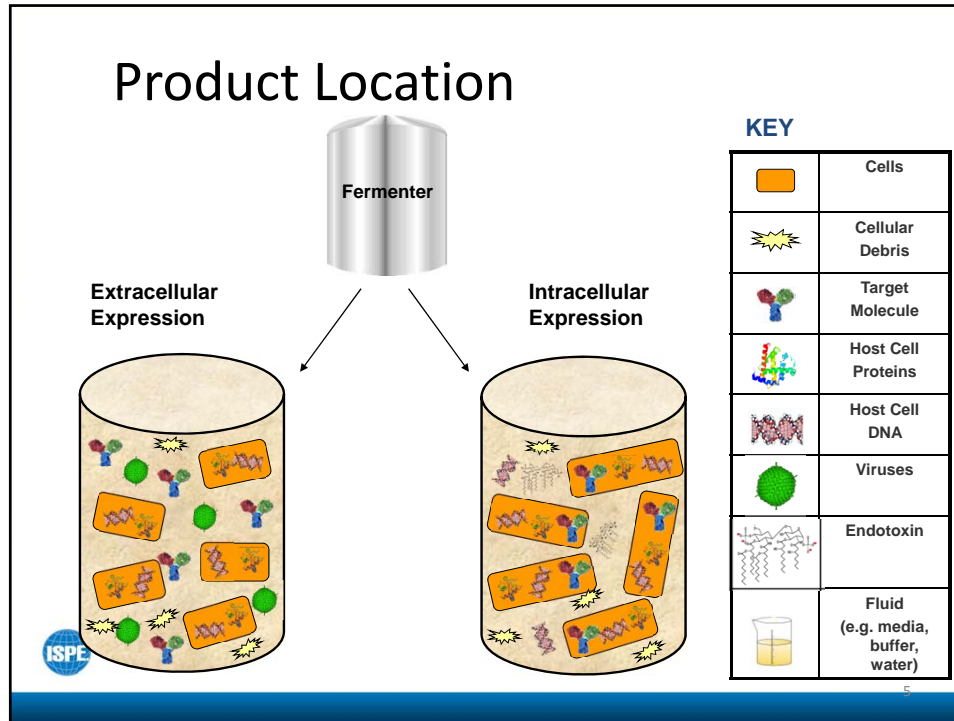 Product Location
Fermenter
Extracellular
Expression
Intracellular
Expression
KEY
Cells
Cellular
Debris
Target
Molecule
Host Cell
Proteins
Host Cell
DNA
Viruses
Endotoxin
Fluid
(e.g. media,
buffer,
water)
ISPE
5